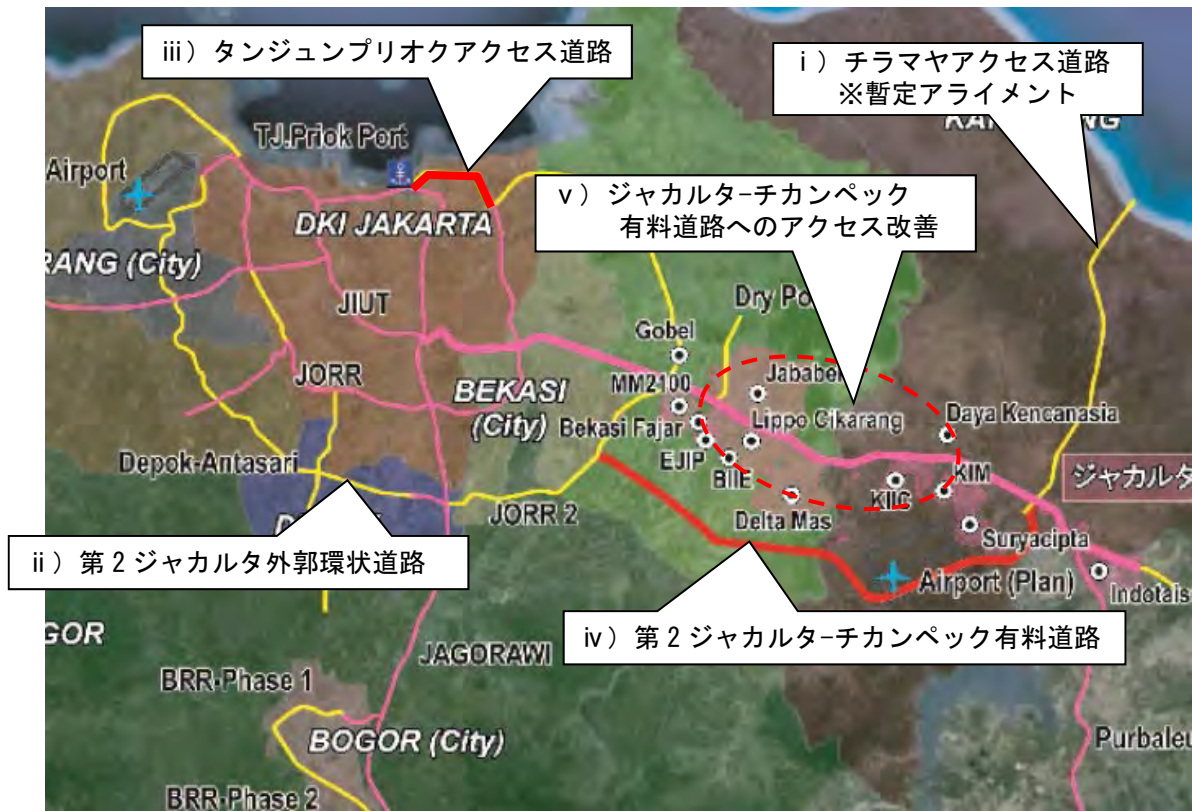 iii）タンジュンプリオクアクセス道路
i）チラマヤアクセス道路
※暫定アライメント
TJ.Priok Port
Airport
v）ジャカルタ-チカンペック
有料道路へのアクセス改善
DKI JAKARTA
RANG (City)
Dry Po
JIUT
Gobel
JORR
BEKASI
(City)
MM2100
Jababe
Bekasi Fajar
Lippo Cikarang
Daya Kencanasia
EJIP
BIIE
KIIC
KIM
ジャカルタ
Depok-Antasari
JORR 2
Delta Mas
Suryacipta
ii）第2ジャカルタ外郭環状道路
Airport (Plan)
Indotais
iv）第2ジャカルタ-チカンペック有料道路
GOR
JAGORAWI
BRR-Phase 1
BOGOR (City)
Purbaleu
BRR-Phase 2